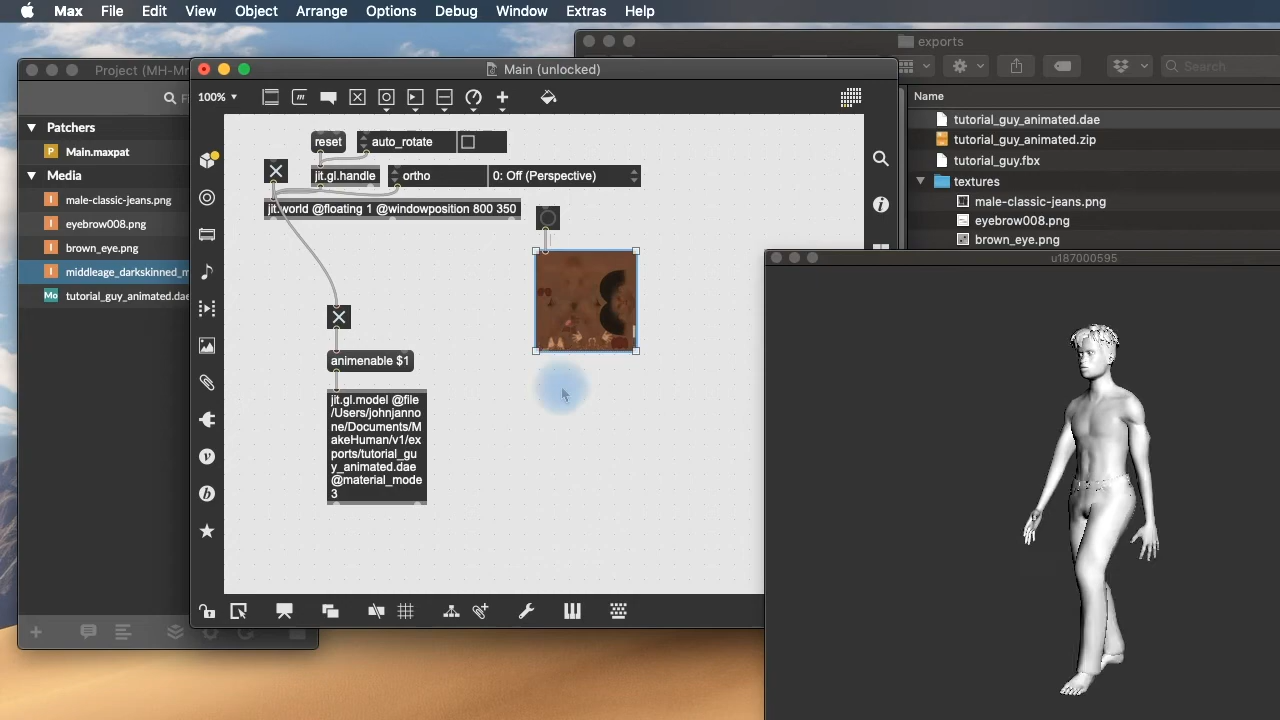 Max File Edit View Object Arrange Options Debug Window Extras Help
exports
Project (MH-Mr
Main (unlocked)
100%
Search
Name
Patchers
Main.maxpat
Media
male-classic-jeans.png
eyebrow008.png
brown_eye.png
middleage_darkskinned_m
tutorial_guy_animated.dae
reset
auto_rotate
jit.gl.handle
ortho
0: Off (Perspective)
jit.world @floating 1 @windowposition 800 350
animenable $1
jit.gl.model @file
/Users/johnjanno
ne/Documents/M
akeHuman/v1/ex
ports/tutorial_gu
y_animated.dae
@material_mode
3
tutorial_guy_animated.dae
tutorial_guy_animated.zip
tutorial_guy.fbx
textures
male-classic-jeans.png
eyebrow008.png
brown_eye.png
u187000595